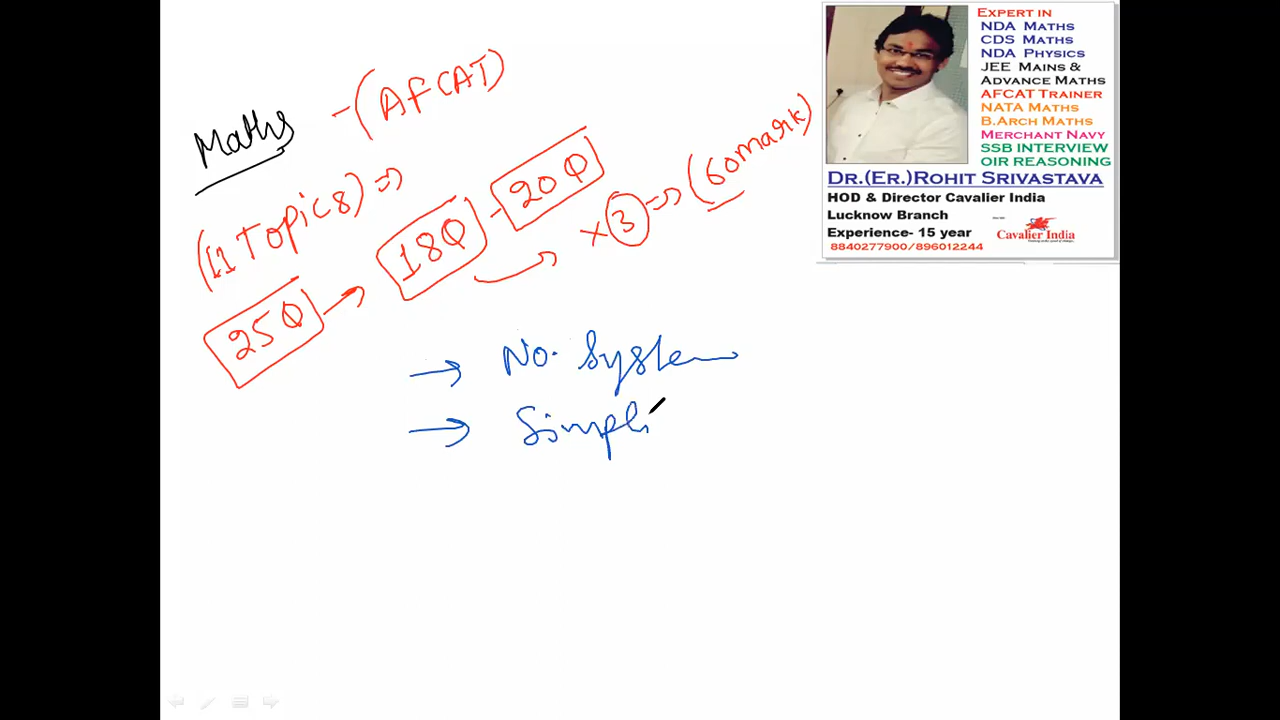 Maths - (AFCAT)
(11 Topics) ⇒
25Q → 18Q - 20Q × 3 ⇒ (60 mark)
→ No. System
→ Simpli
EXPERT IN
NDA MATHS
CDS MATHS
NDA PHYSICS
JEE MAINS &
ADVANCE MATHS
AFCAT TRAINER
NATA MATHS
B.ARCH MATHS
MERCHANT NAVY
SSB INTERVIEW
OIR REASONING
DR.(ER.)ROHIT SRIVASTAVA
HOD & Director Cavalier India
Lucknow Branch
Experience- 15 year
Cavalier India
8840277900/896012244